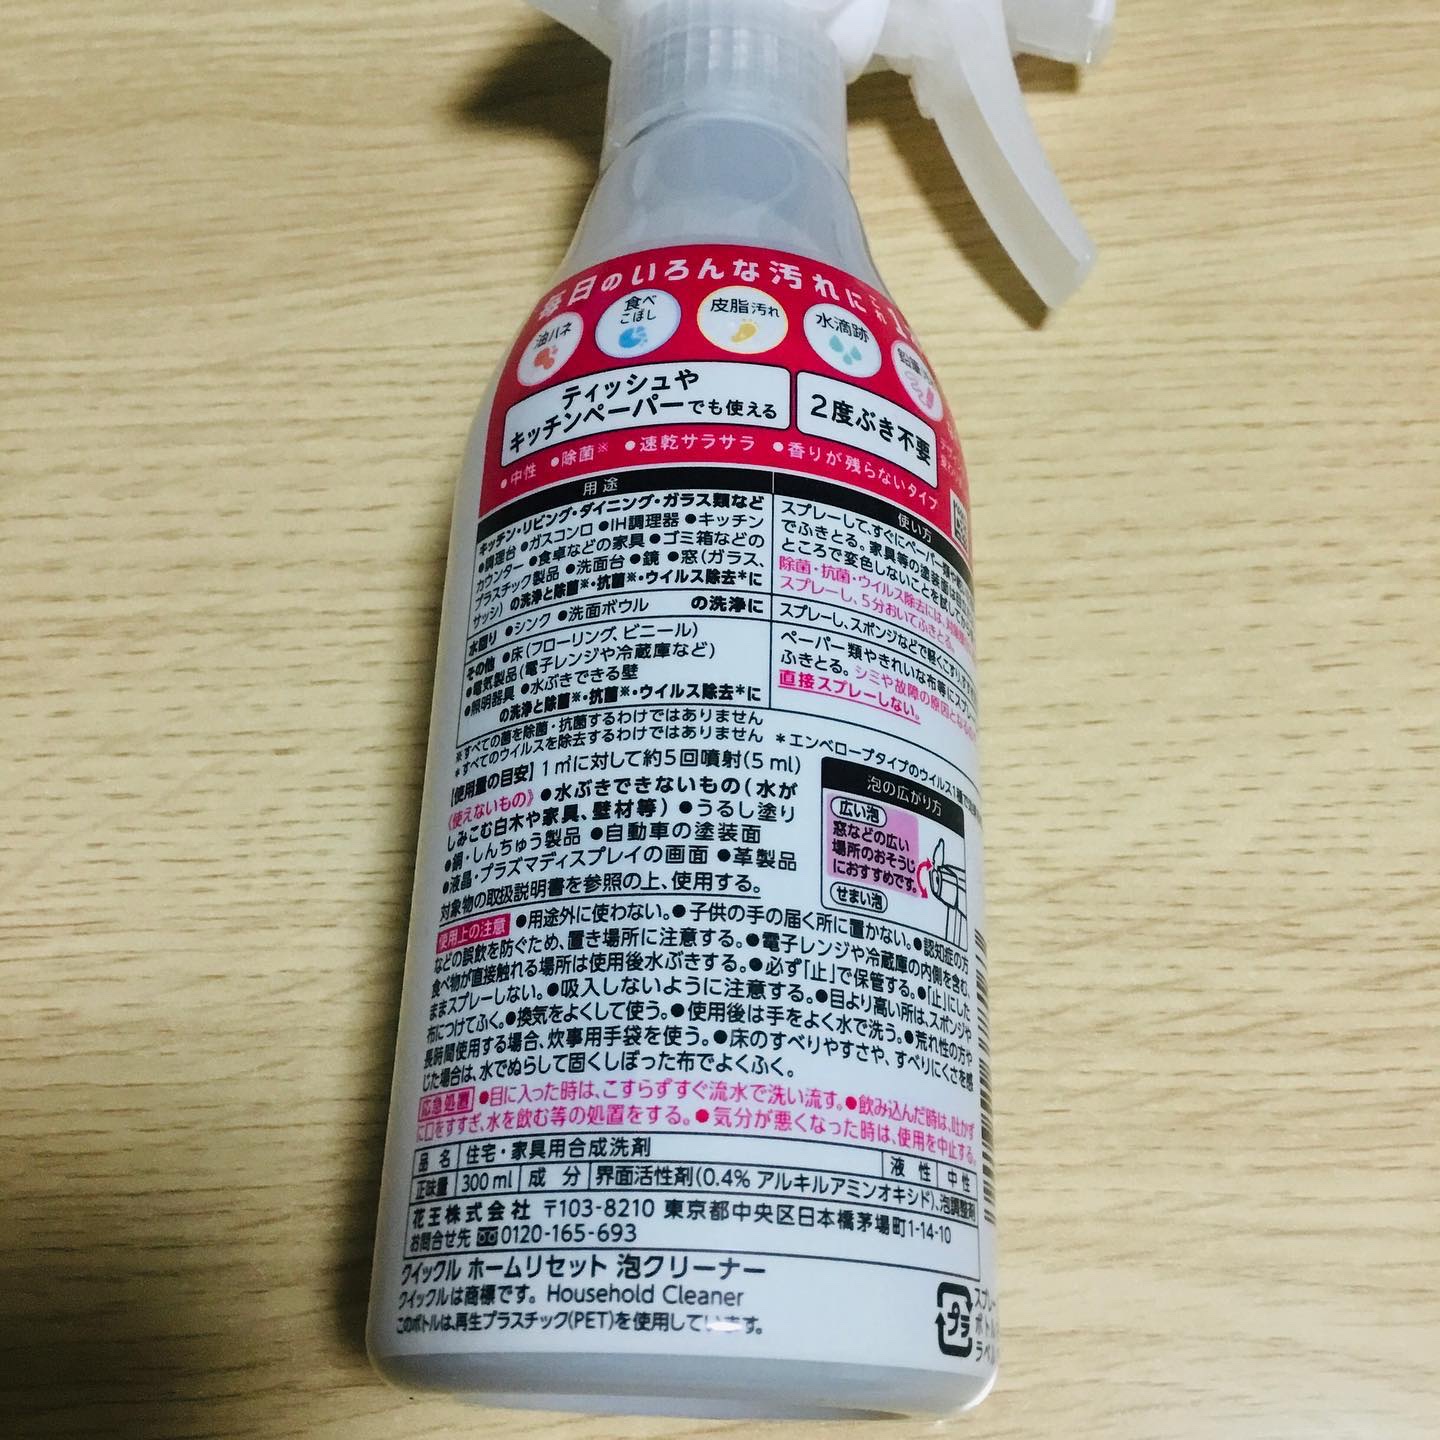 毎日のいろんな汚れにこれ1本
油ハネ
食べこぼし
皮脂汚れ
水滴跡
ティッシュや
キッチンペーパーでも使える
2度ぶき不要
●中性 ●除菌※ ●速乾サラサラ ●香りが残らないタイプ
用途
キッチン・リビング・ダイニング・ガラス類など
●調理台 ●ガスコンロ ●IH調理器 ●キッチン
カウンター ●食卓などの家具 ●ゴミ箱などの
プラスチック製品 ●洗面台 ●鏡 ●窓(ガラス、
サッシ) の洗浄と除菌※・抗菌※・ウイルス除去*に
水回り ●シンク ●洗面ボウル の洗浄に
その他 ●床(フローリング、ビニール)
●電気製品(電子レンジや冷蔵庫など)
●照明器具 ●水ぶきできる壁
の洗浄と除菌※・抗菌※・ウイルス除去*に
使い方
スプレーして、すぐにペーパー類や
でふきとる。家具等の塗装面は
ところで変色しないことを試してから
除菌・抗菌・ウイルス除去には、
スプレーし、5分おいてふきとる。
スプレーし、スポンジなどで軽くこすり、
ペーパー類やきれいな布等にスプレー
ふきとる。シミや故障の原因となるの
直接スプレーしない。
※すべての菌を除菌・抗菌するわけではありません
*すべてのウイルスを除去するわけではありません *エンベロープタイプのウイルス1種で
【使用量の目安】1㎡に対して約5回噴射(5ml)
《使えないもの》●水ぶきできないもの(水が
しみこむ白木や家具、壁材等) ●うるし塗り
●銅・しんちゅう製品 ●自動車の塗装面
●液晶・プラズマディスプレイの画面 ●革製品
対象物の取扱説明書を参照の上、使用する。
泡の広がり方
広い泡
窓などの広い
場所のおそうじ
におすすめです。
せまい泡
使用上の注意 ●用途外に使わない。●子供の手の届く所に置かない。●認知症の方
などの誤飲を防ぐため、置き場所に注意する。●電子レンジや冷蔵庫の内側を含む、
食べ物が直接触れる場所は使用後水ぶきする。●必ず「止」で保管する。●「止」にした
ままスプレーしない。●吸入しないように注意する。●目より高い所は、スポンジや
布につけてふく。●換気をよくして使う。●使用後は手をよく水で洗う。●荒れ性の方や
長時間使用する場合、炊事用手袋を使う。●床のすべりやすさや、すべりにくさを感
じた場合は、水でぬらして固くしぼった布でよくふく。
応急処置 ●目に入った時は、こすらずすぐ流水で洗い流す。●飲み込んだ時は、吐かず
に口をすすぎ、水を飲む等の処置をする。●気分が悪くなった時は、使用を中止する。
品名 住宅・家具用合成洗剤 液性 中性
正味量 300ml 成分 界面活性剤(0.4% アルキルアミンオキシド)、泡調整剤
花王株式会社 〒103-8210 東京都中央区日本橋茅場町1-14-10
お問合せ先 0120-165-693
クイックル ホームリセット 泡クリーナー
クイックルは商標です。 Household Cleaner
このボトルは、再生プラスチック(PET)を使用しています。
プラ
スプレー
ボトル
ラベル